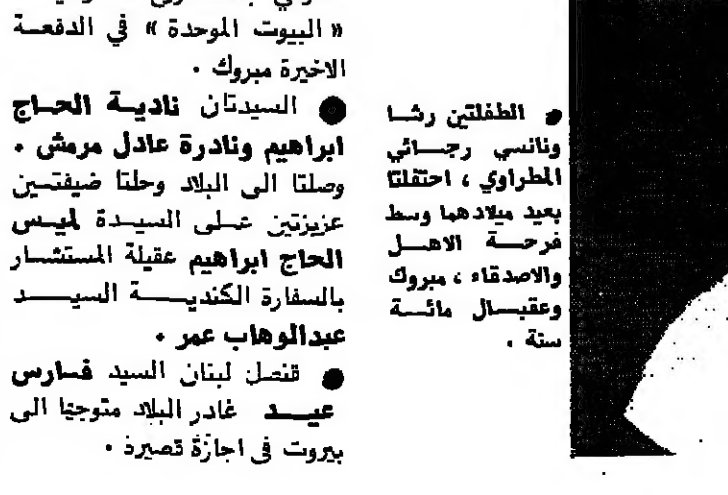 « البيوت الموحدة » في الدفعة
الاخيرة مبروك .
● السيدتان نادية الحاج
ابراهيم ونادرة عادل مرمش .
وصلتا الى البلاد وحلتا ضيفتين
عزيزتين على السيدة لميس
الحاج ابراهيم عقيلة المستشار
بالسفارة الكندية السيد
عبدالوهاب عمر .
● قنصل لبنان السيد فارس
عيد غادر البلاد متوجها الى
بيروت في اجازة قصيرة .
● الطفلتين رشا
ونانسي رجائي
المطراوي ، احتفلتا
بعيد ميلادهما وسط
فرحة الاهل
والاصدقاء ، مبروك
وعقبال مائة
سنة .